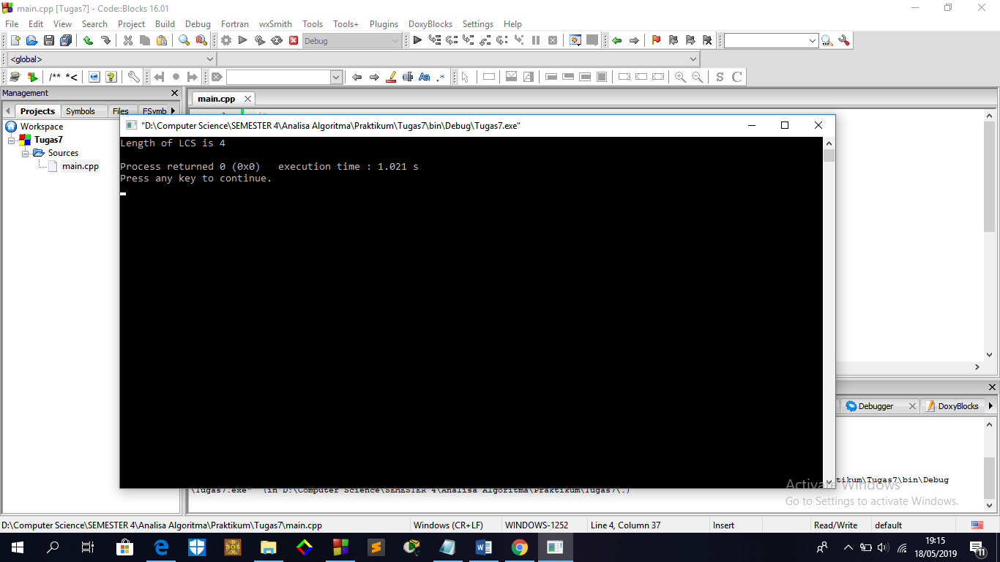 main.cpp [Tugas7] - Code::Blocks 16.01
File Edit View Search Project Build Debug Fortran wxSmith Tools Tools+ Plugins DoxyBlocks Settings Help
Debug
<global>
/** *<
Aa .*
S C
Management
main.cpp
Projects Symbols Files FSymb
Workspace
Tugas7
Sources
main.cpp
"D:\Computer Science\SEMESTER 4\Analisa Algoritma\Praktikum\Tugas7\bin\Debug\Tugas7.exe"
Length of LCS is 4
Process returned 0 (0x0)   execution time : 1.021 s
Press any key to continue.
Debugger DoxyBlocks
tikum\Tugas7\bin\Debug
\Tugas7.exe"  (in D:\Computer Science\SEMESTER 4\Analisa Algoritma\Praktikum\Tugas7\.)
Activate Windows
Go to Settings to activate Windows.
D:\Computer Science\SEMESTER 4\Analisa Algoritma\Praktikum\Tugas7\main.cpp Windows (CR+LF) WINDOWS-1252 Line 4, Column 37 Insert Read/Write default
DOS
19:15
18/05/2019
11